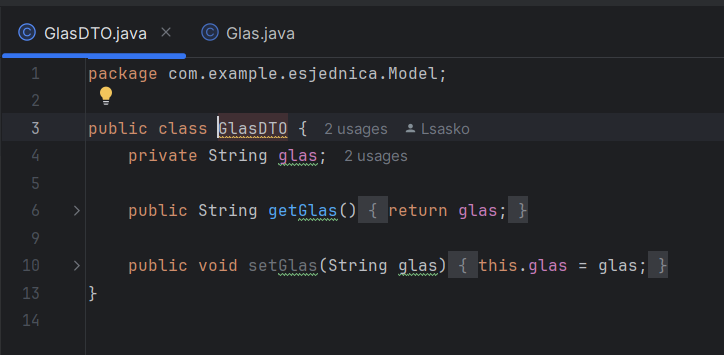 GlasDTO.java Glas.java
1 package com.example.esjednica.Model;
2
3 public class GlasDTO { 2 usages Lsasko
4 private String glas; 2 usages
5
6 public String getGlas() { return glas; }
9
10 public void setGlas(String glas) { this.glas = glas; }
13 }
14